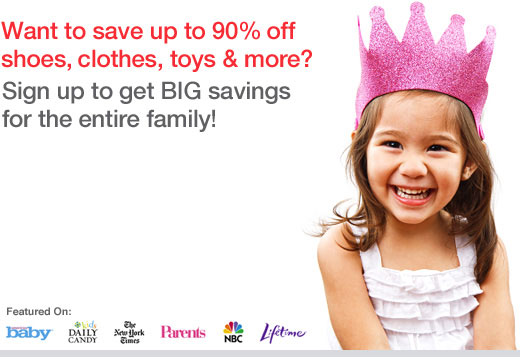 Want to save up to 90% off
shoes, clothes, toys & more?
Sign up to get BIG savings
for the entire family!
Featured On:
baby
kids
DAILY
CANDY
The
New York
Times
Parents
NBC
Lifetime